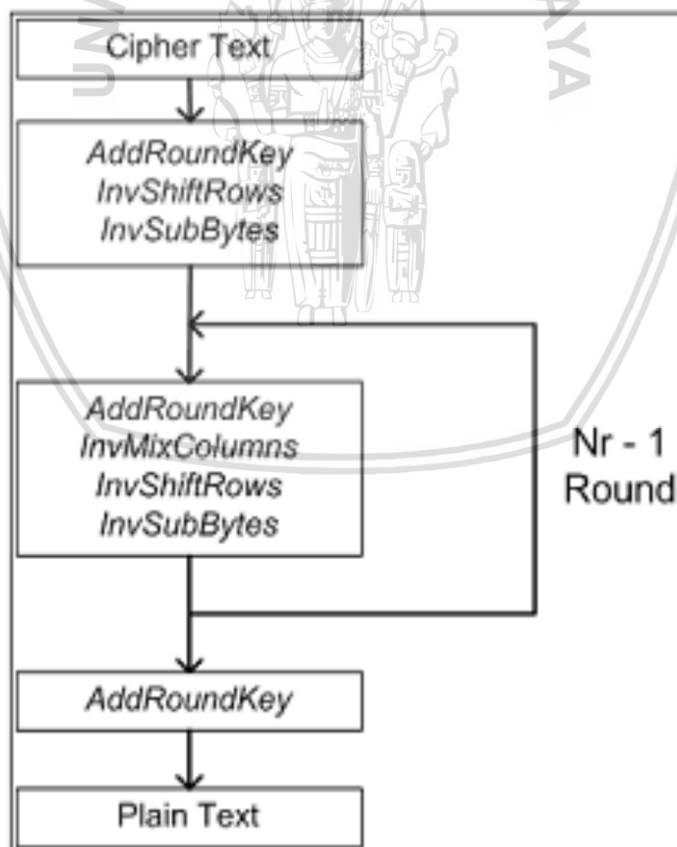 Cipher Text
AddRoundKey
InvShiftRows
InvSubBytes
AddRoundKey
InvMixColumns
InvShiftRows
InvSubBytes
Nr - 1
Round
AddRoundKey
Plain Text